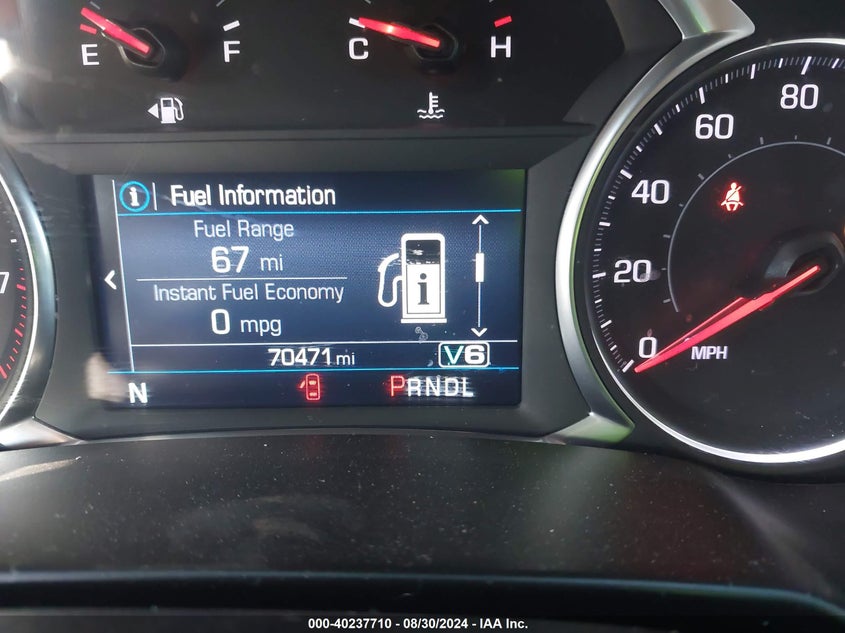 E F C H
Fuel Information
Fuel Range
67 mi
Instant Fuel Economy
0 mpg
70471 mi V6
N PRNDL
7
0 20 40 60 80
MPH
000-40237710 - 08/30/2024 - IAA Inc.